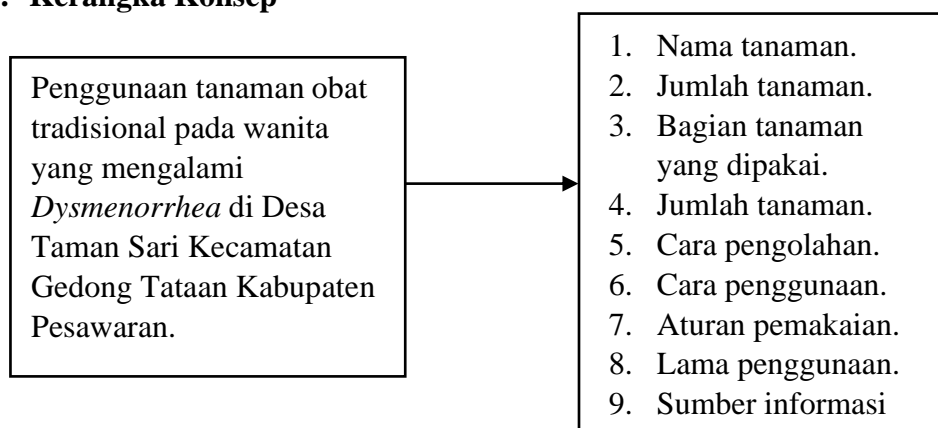 . Kerangka Konsep
Penggunaan tanaman obat
tradisional pada wanita
yang mengalami
Dysmenorrhea di Desa
Taman Sari Kecamatan
Gedong Tataan Kabupaten
Pesawaran.
1. Nama tanaman.
2. Jumlah tanaman.
3. Bagian tanaman
yang dipakai.
4. Jumlah tanaman.
5. Cara pengolahan.
6. Cara penggunaan.
7. Aturan pemakaian.
8. Lama penggunaan.
9. Sumber informasi